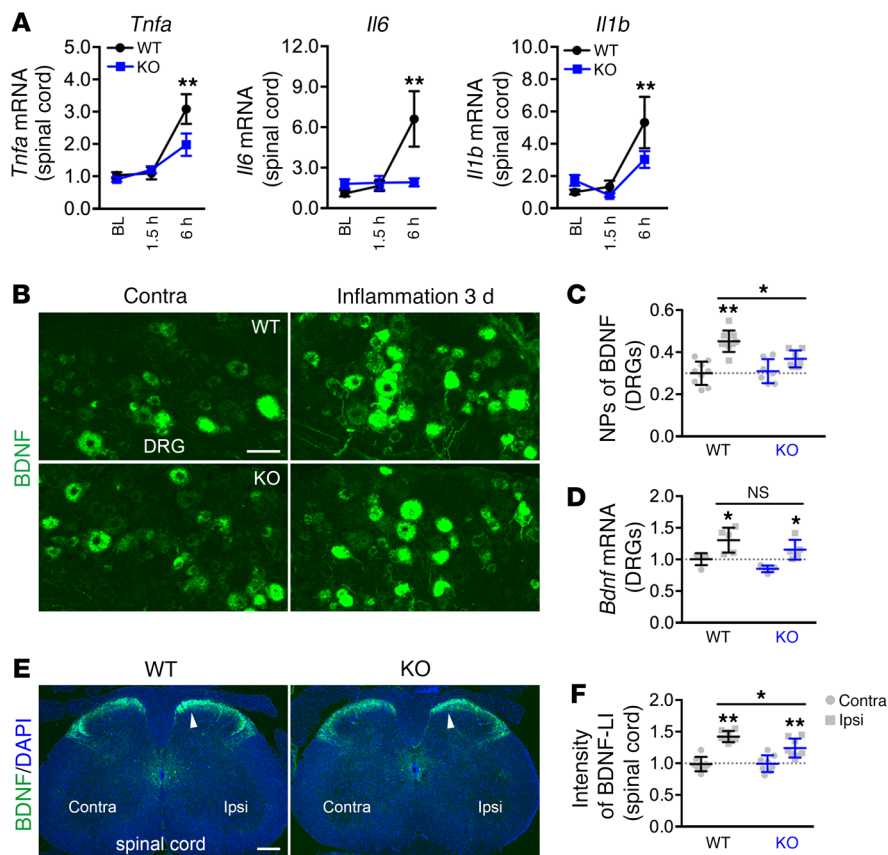 A
Tnfa
WT
KO
Tnfa mRNA
(spinal cord)
5.0
4.0
3.0
2.0
1.0
0.0
**
BL
1.5 h
6 h
Il6
Il6 mRNA
(spinal cord)
12.0
9.0
6.0
3.0
0.0
**
BL
1.5 h
6 h
Il1b
WT
KO
Il1b mRNA
(spinal cord)
10.0
8.0
6.0
4.0
2.0
0.0
**
BL
1.5 h
6 h
B
Contra
Inflammation 3 d
BDNF
WT
DRG
KO
C
NPs of BDNF
(DRGs)
0.6
0.4
0.2
0.0
*
**
WT
KO
D
Bdnf mRNA
(DRGs)
2.0
1.5
1.0
0.5
0.0
NS
*
*
WT
KO
E
WT
KO
BDNF/DAPI
Contra
Ipsi
spinal cord
Contra
Ipsi
F
Intensity
of BDNF-LI
(spinal cord)
2.0
1.5
1.0
0.5
0.0
*
**
**
WT
KO
Contra
Ipsi